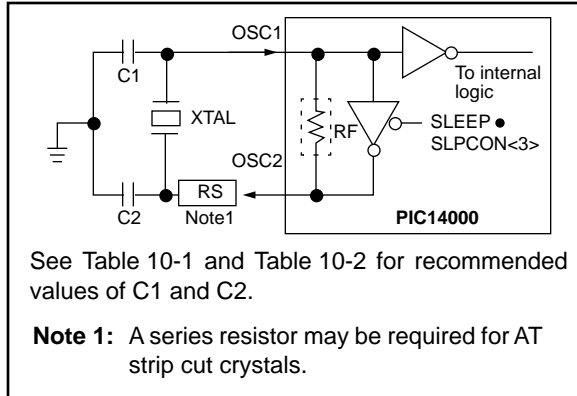 OSC1
C1
To internal
logic
XTAL
RF
SLEEP ●
SLPCON<3>
OSC2
RS
C2
Note1
PIC14000
See Table 10-1 and Table 10-2 for recommended
values of C1 and C2.
Note 1: A series resistor may be required for AT
strip cut crystals.